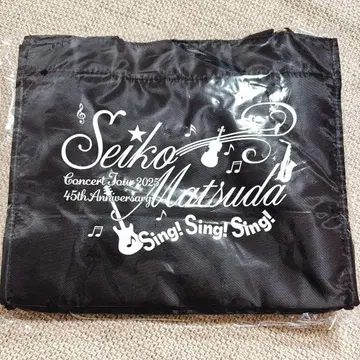 Seiko
Matsuda
Concert Tour 2025
45th Anniversary
Sing! Sing! Sing!